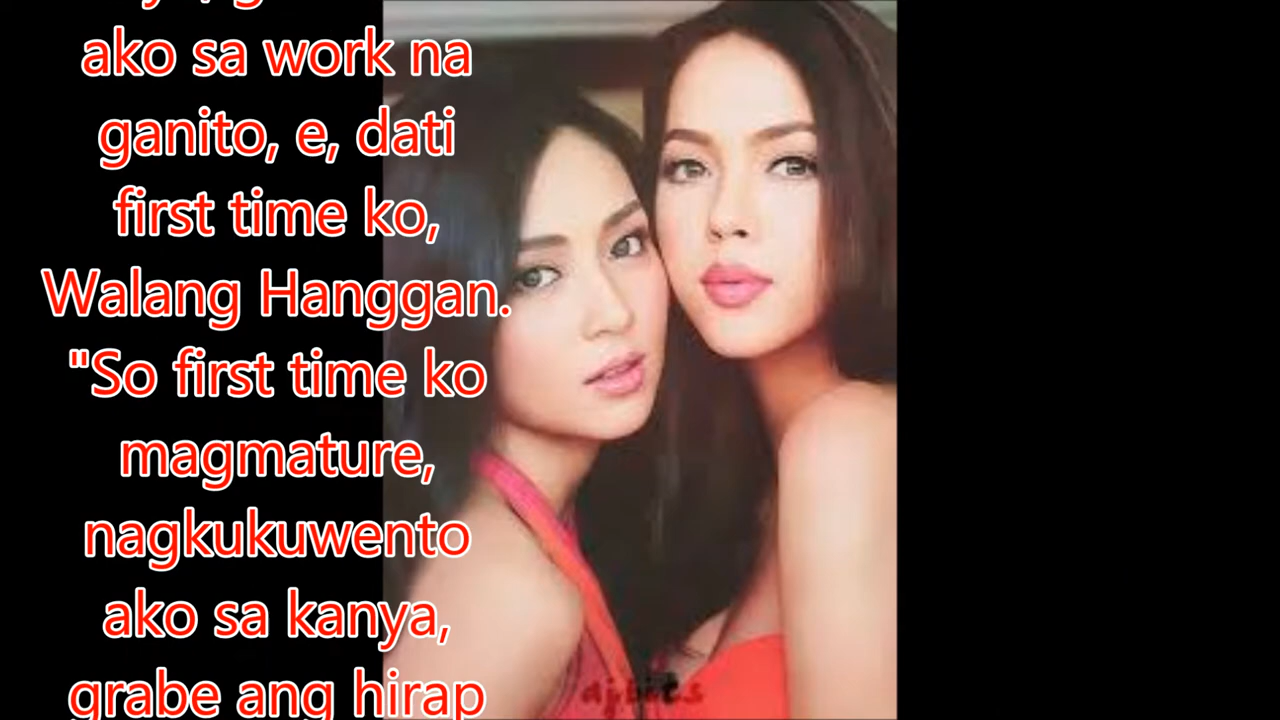 ako sa work na
ganito, e, dati
first time ko,
Walang Hanggan.
"So first time ko
magmature,
nagkukuwento
ako sa kanya,
grabe ang hirap